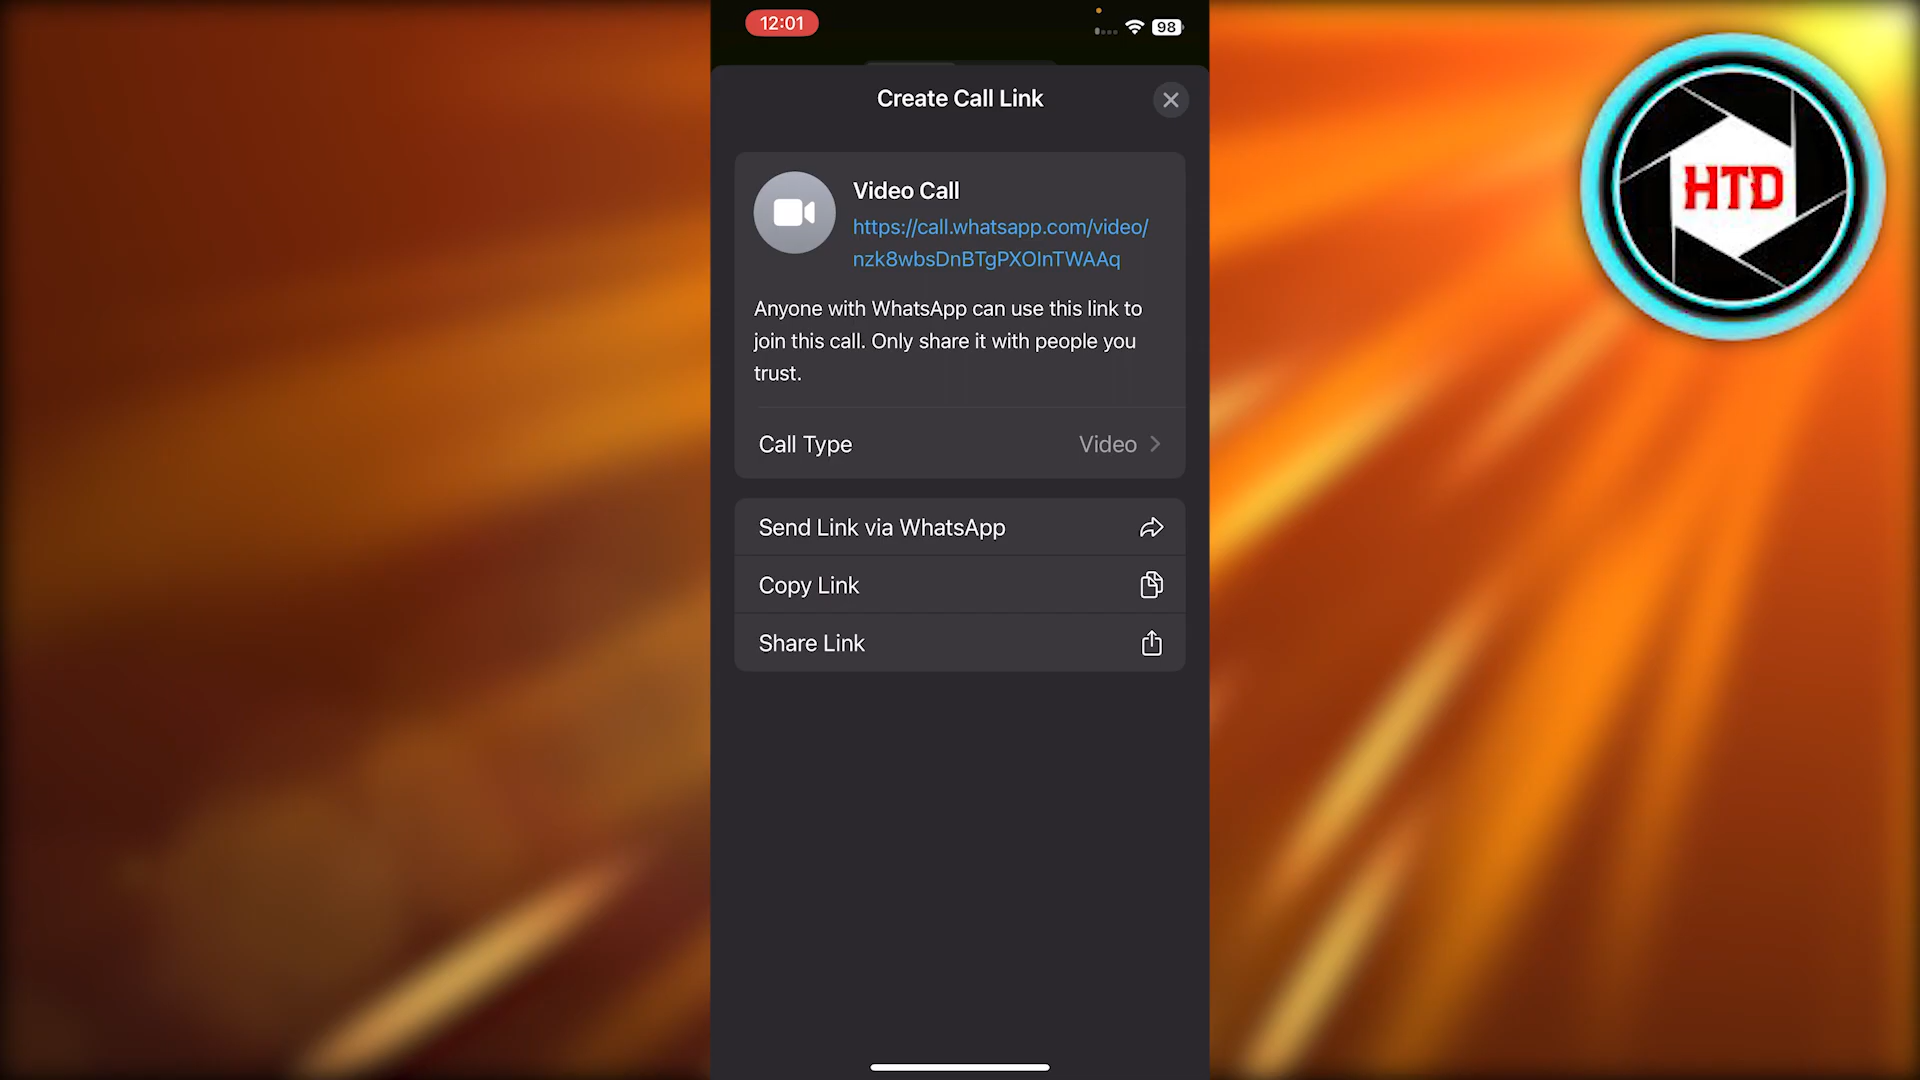 12:01
98
Create Call Link
Video Call
https://call.whatsapp.com/video/
nzk8wbsDnBTgPXOInTWAAq
Anyone with WhatsApp can use this link to
join this call. Only share it with people you
trust.
Call Type Video
Send Link via WhatsApp
Copy Link
Share Link
HTD